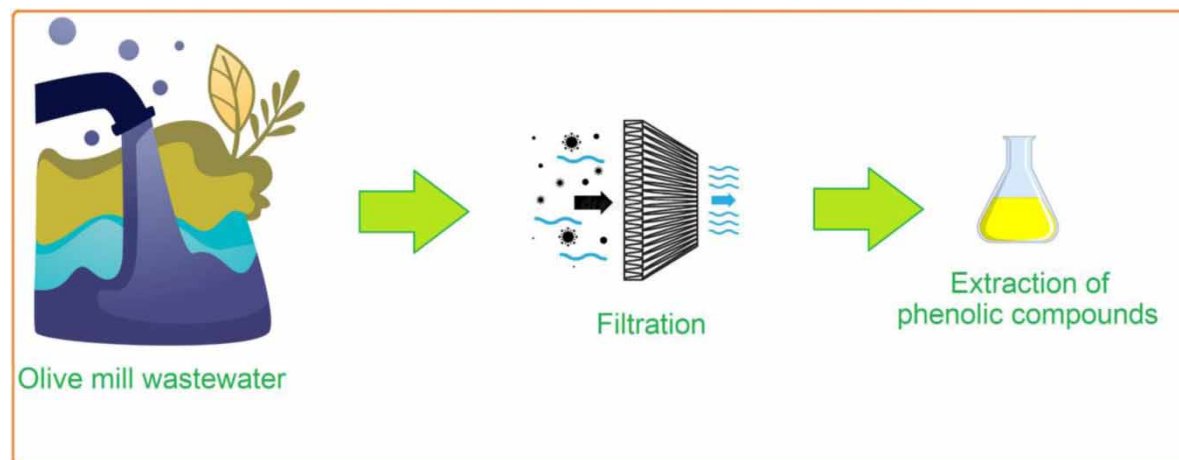 Olive mill wastewater
Filtration
Extraction of
phenolic compounds